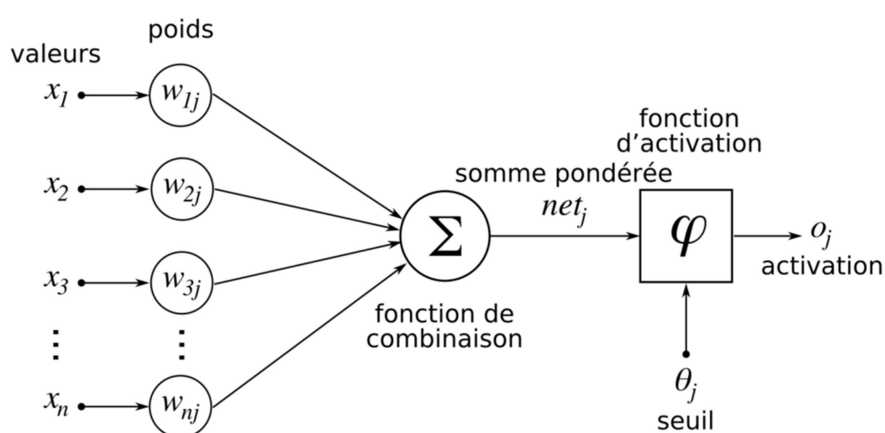 poids
valeurs
x1
w1j
x2
w2j
x3
w3j
⋮
⋮
xn
wnj
Σ
fonction de
combinaison
somme pondérée
netj
fonction
d'activation
φ
oj
activation
θj
seuil